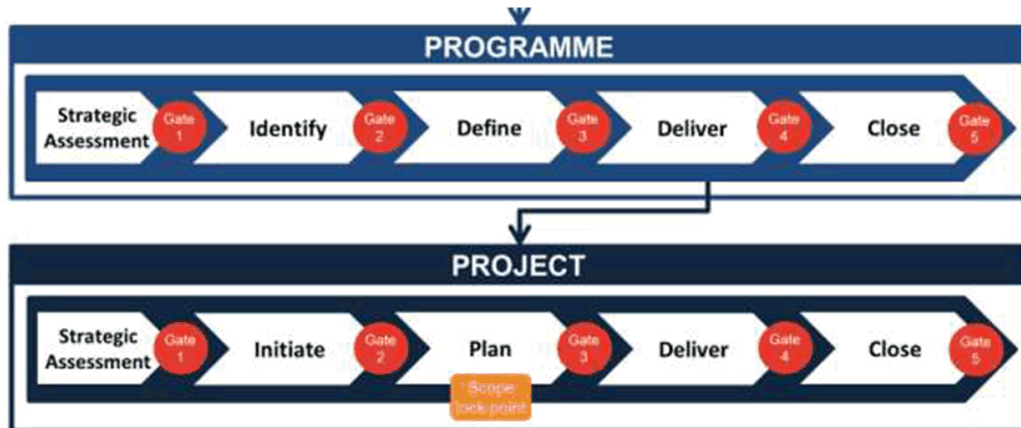 PROGRAMME
Strategic
Assessment
Gate
1
Identify
Gate
2
Define
Gate
3
Deliver
Gate
4
Close
Gate
5
PROJECT
Strategic
Assessment
Gate
1
Initiate
Gate
2
Plan
Gate
3
Deliver
Gate
4
Close
Gate
5
Scope
lock point